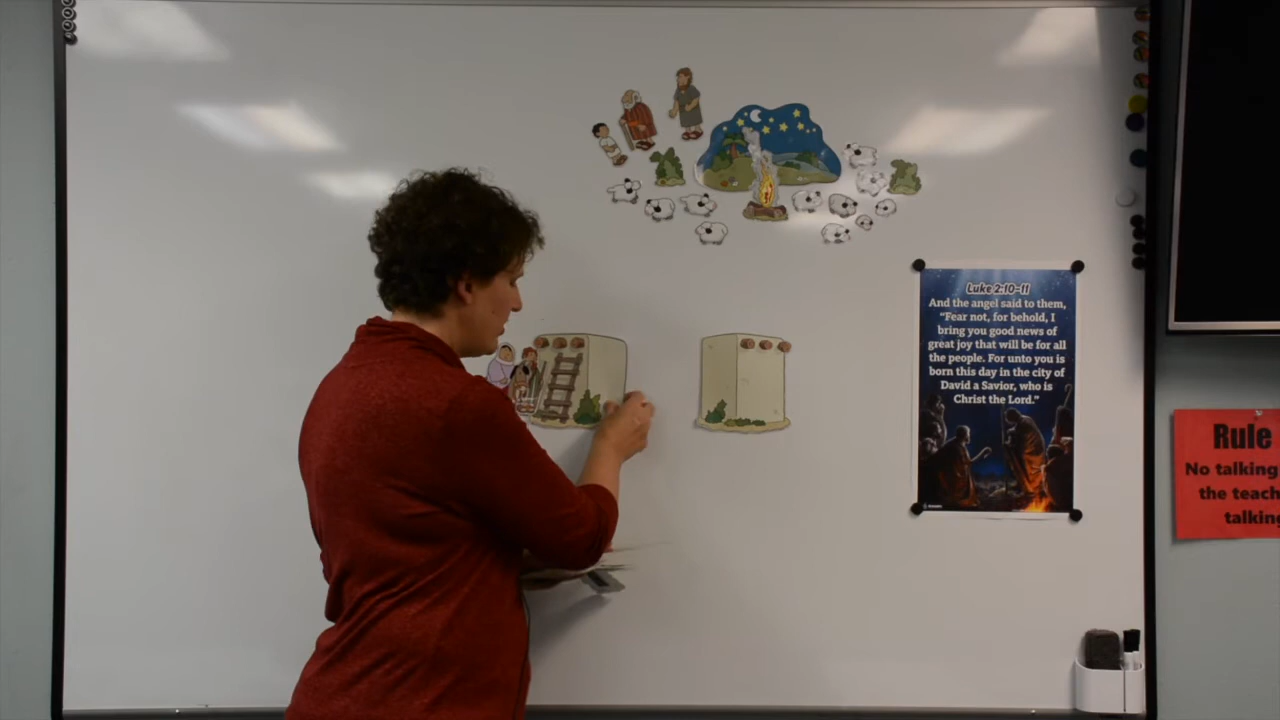 Luke 2:10-11
And the angel said to them,
"Fear not, for behold, I
bring you good news of
great joy that will be for all
the people. For unto you is
born this day in the city of
David a Savior, who is
Christ the Lord."
Rule
No talking
the teach
talking